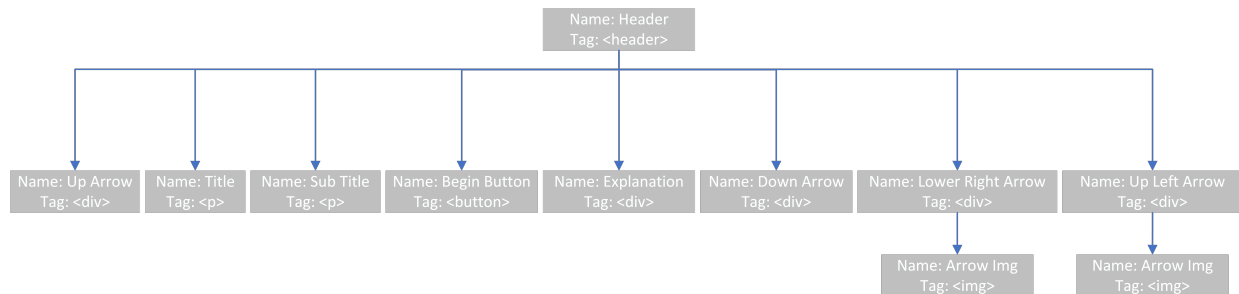 Name: Header
Tag: <header>
Name: Up Arrow
Tag: <div>
Name: Title
Tag: <p>
Name: Sub Title
Tag: <p>
Name: Begin Button
Tag: <button>
Name: Explanation
Tag: <div>
Name: Down Arrow
Tag: <div>
Name: Lower Right Arrow
Tag: <div>
Name: Up Left Arrow
Tag: <div>
Name: Arrow Img
Tag: <img>
Name: Arrow Img
Tag: <img>